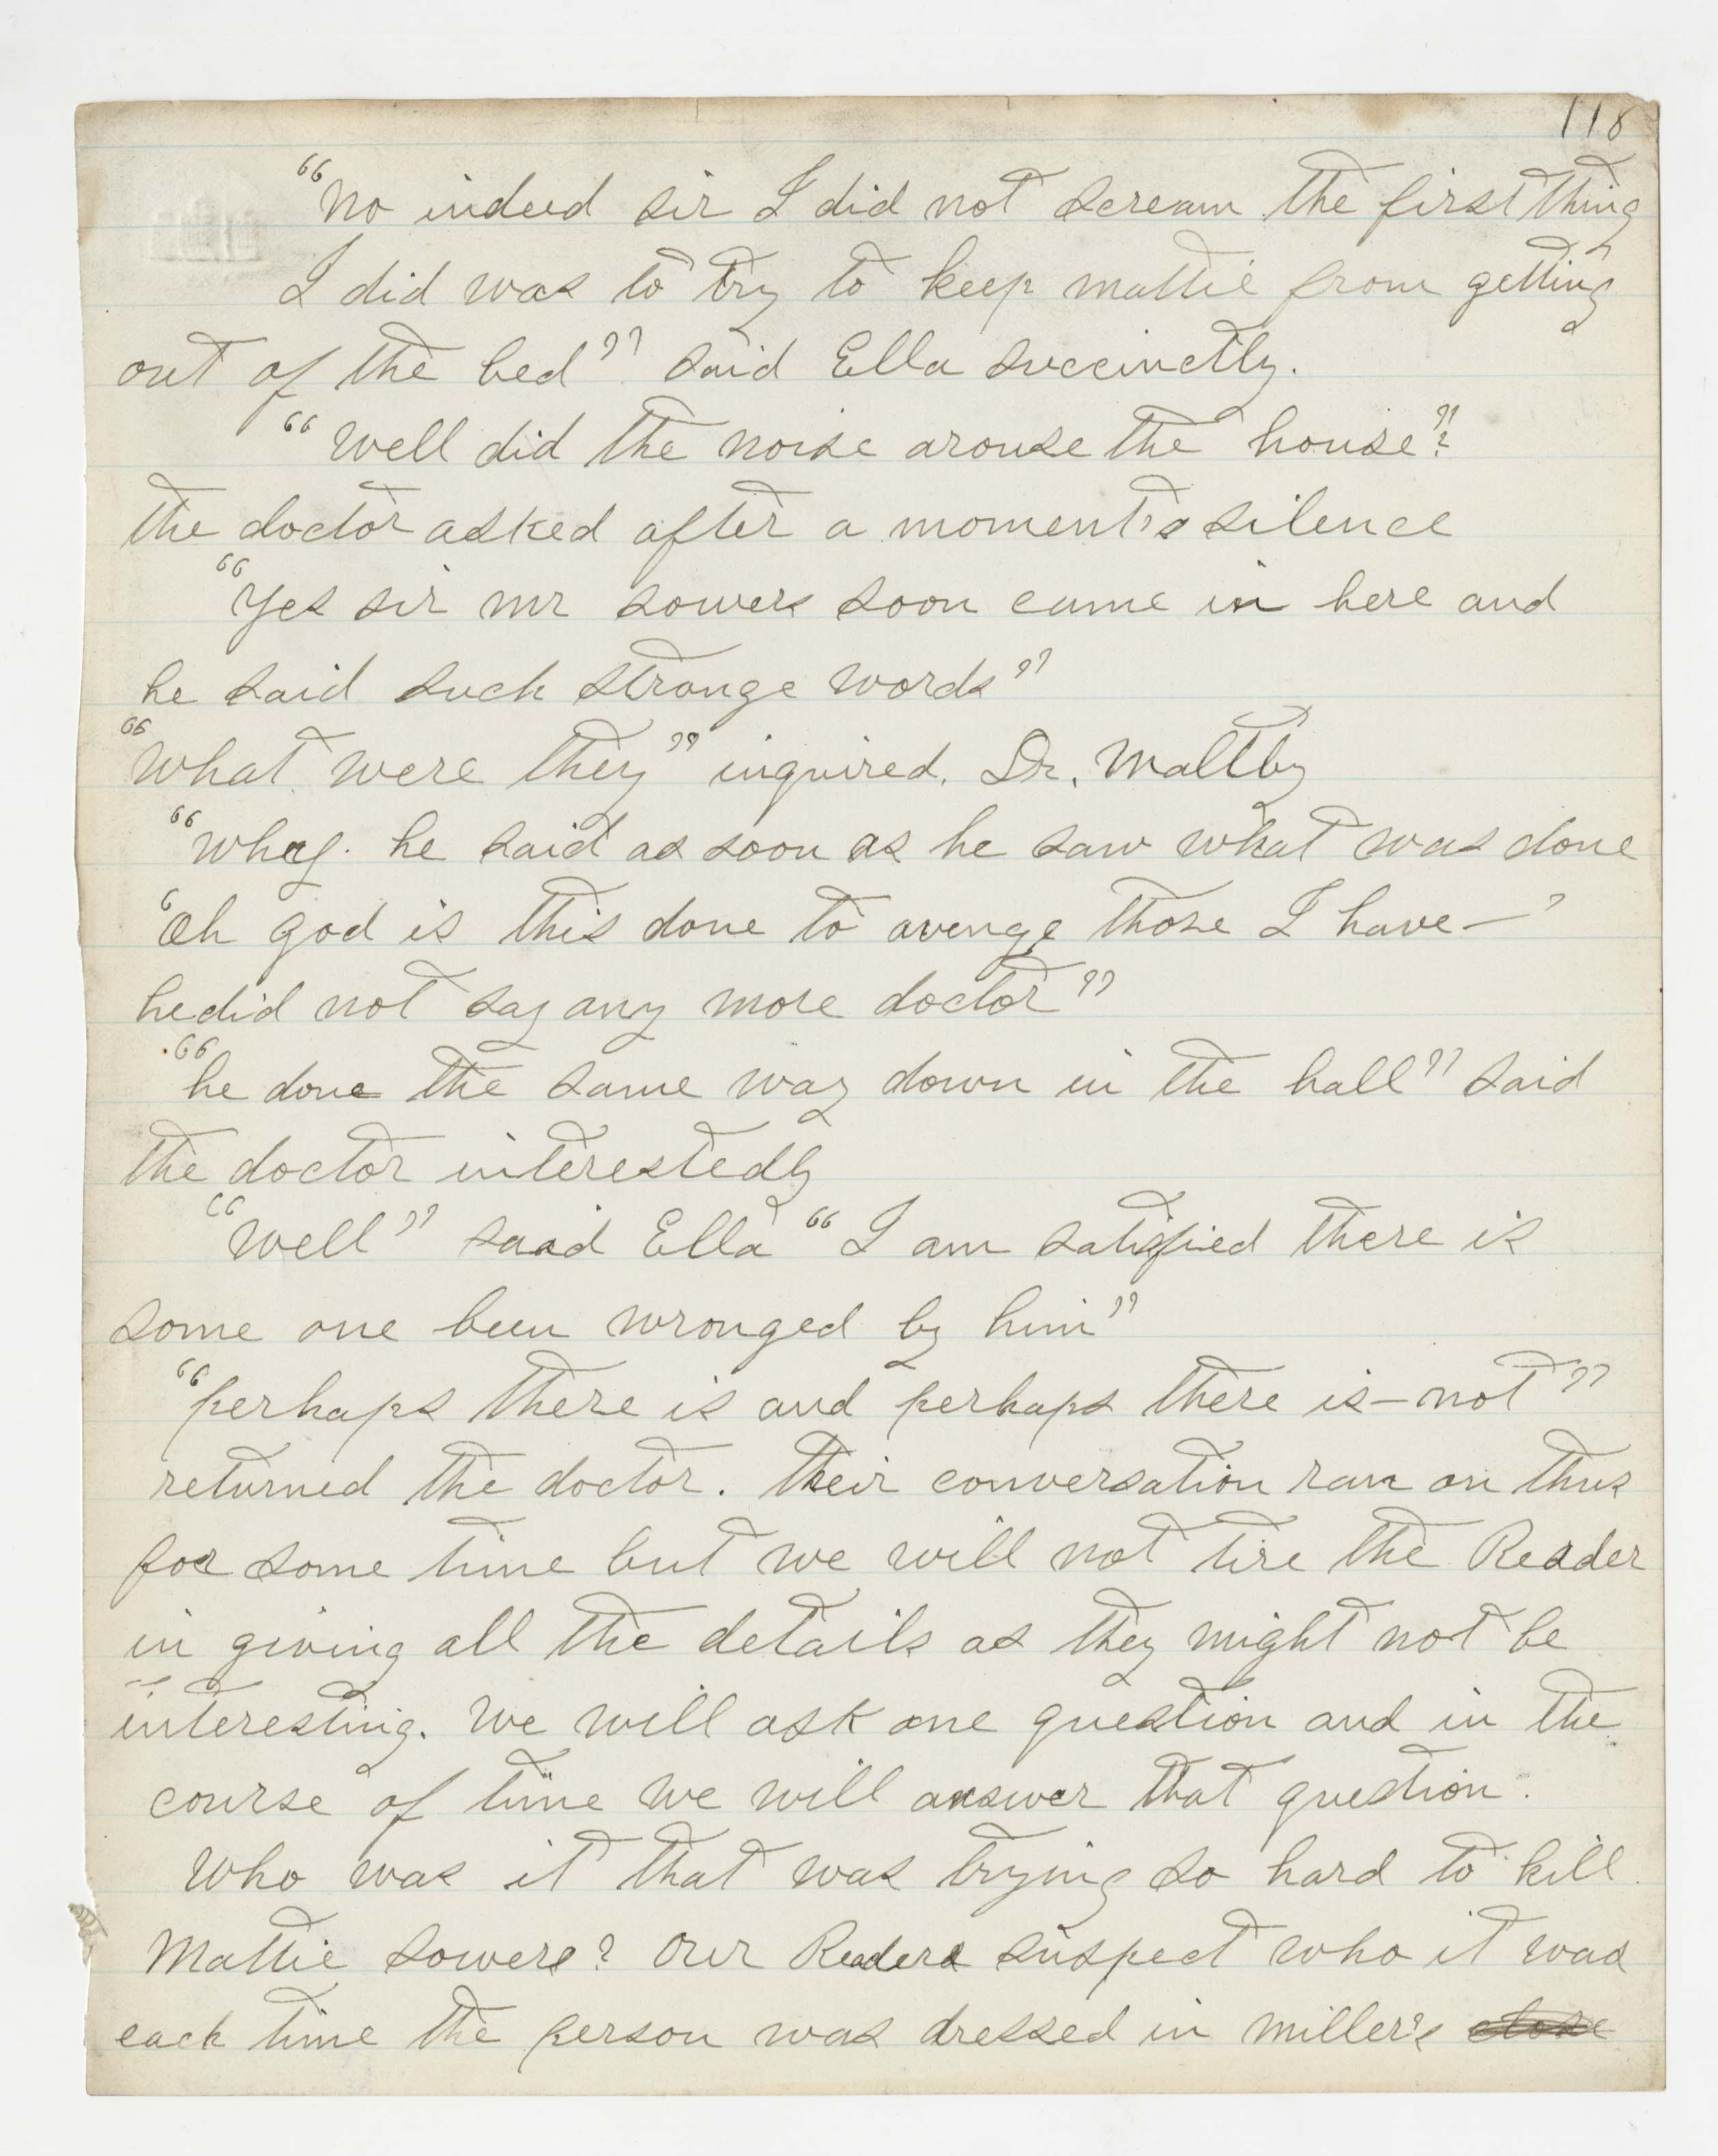 118
"No indeed sir I did not scream the first thing
I did was to try to keep mattie from getting
out of the bed" said Ella succinctly.
"well did the noise arouse the house"?
the doctor asked after a moment's silence
"Yes sir mr sowers soon came in here and
he said such strange words"
"what were they" inquired. Dr. Maltby
"whay. he said as soon as he saw what was done
'Oh god is this done to avenge those I have—'
he did not say any more doctor"
"he done the same way down in the hall" said
the doctor interestedly
"well" said Ella "I am satisfied there is
some one been wronged by him"
"perhaps there is and perhaps there is—not"
returned the doctor. Their conversation ran on thus
for some time but we will not tire the Reader
in giving all the details as they might not be
interesting. We will ask one question and in the
course of time we will answer that question.
Who was it that was trying so hard to kill
Mattie Sowers? Our Readers suspect who it was
each time the person was dressed in miller's close